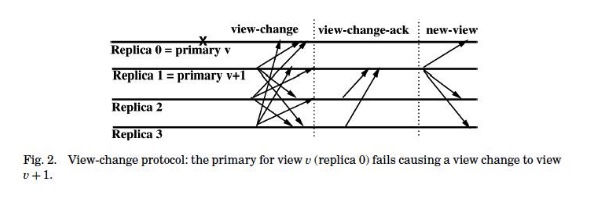 view-change view-change-ack new-view
X
Replica 0 = primary v
Replica 1 = primary v+1
Replica 2
Replica 3
Fig. 2. View-change protocol: the primary for view v (replica 0) fails causing a view change to view
v + 1.